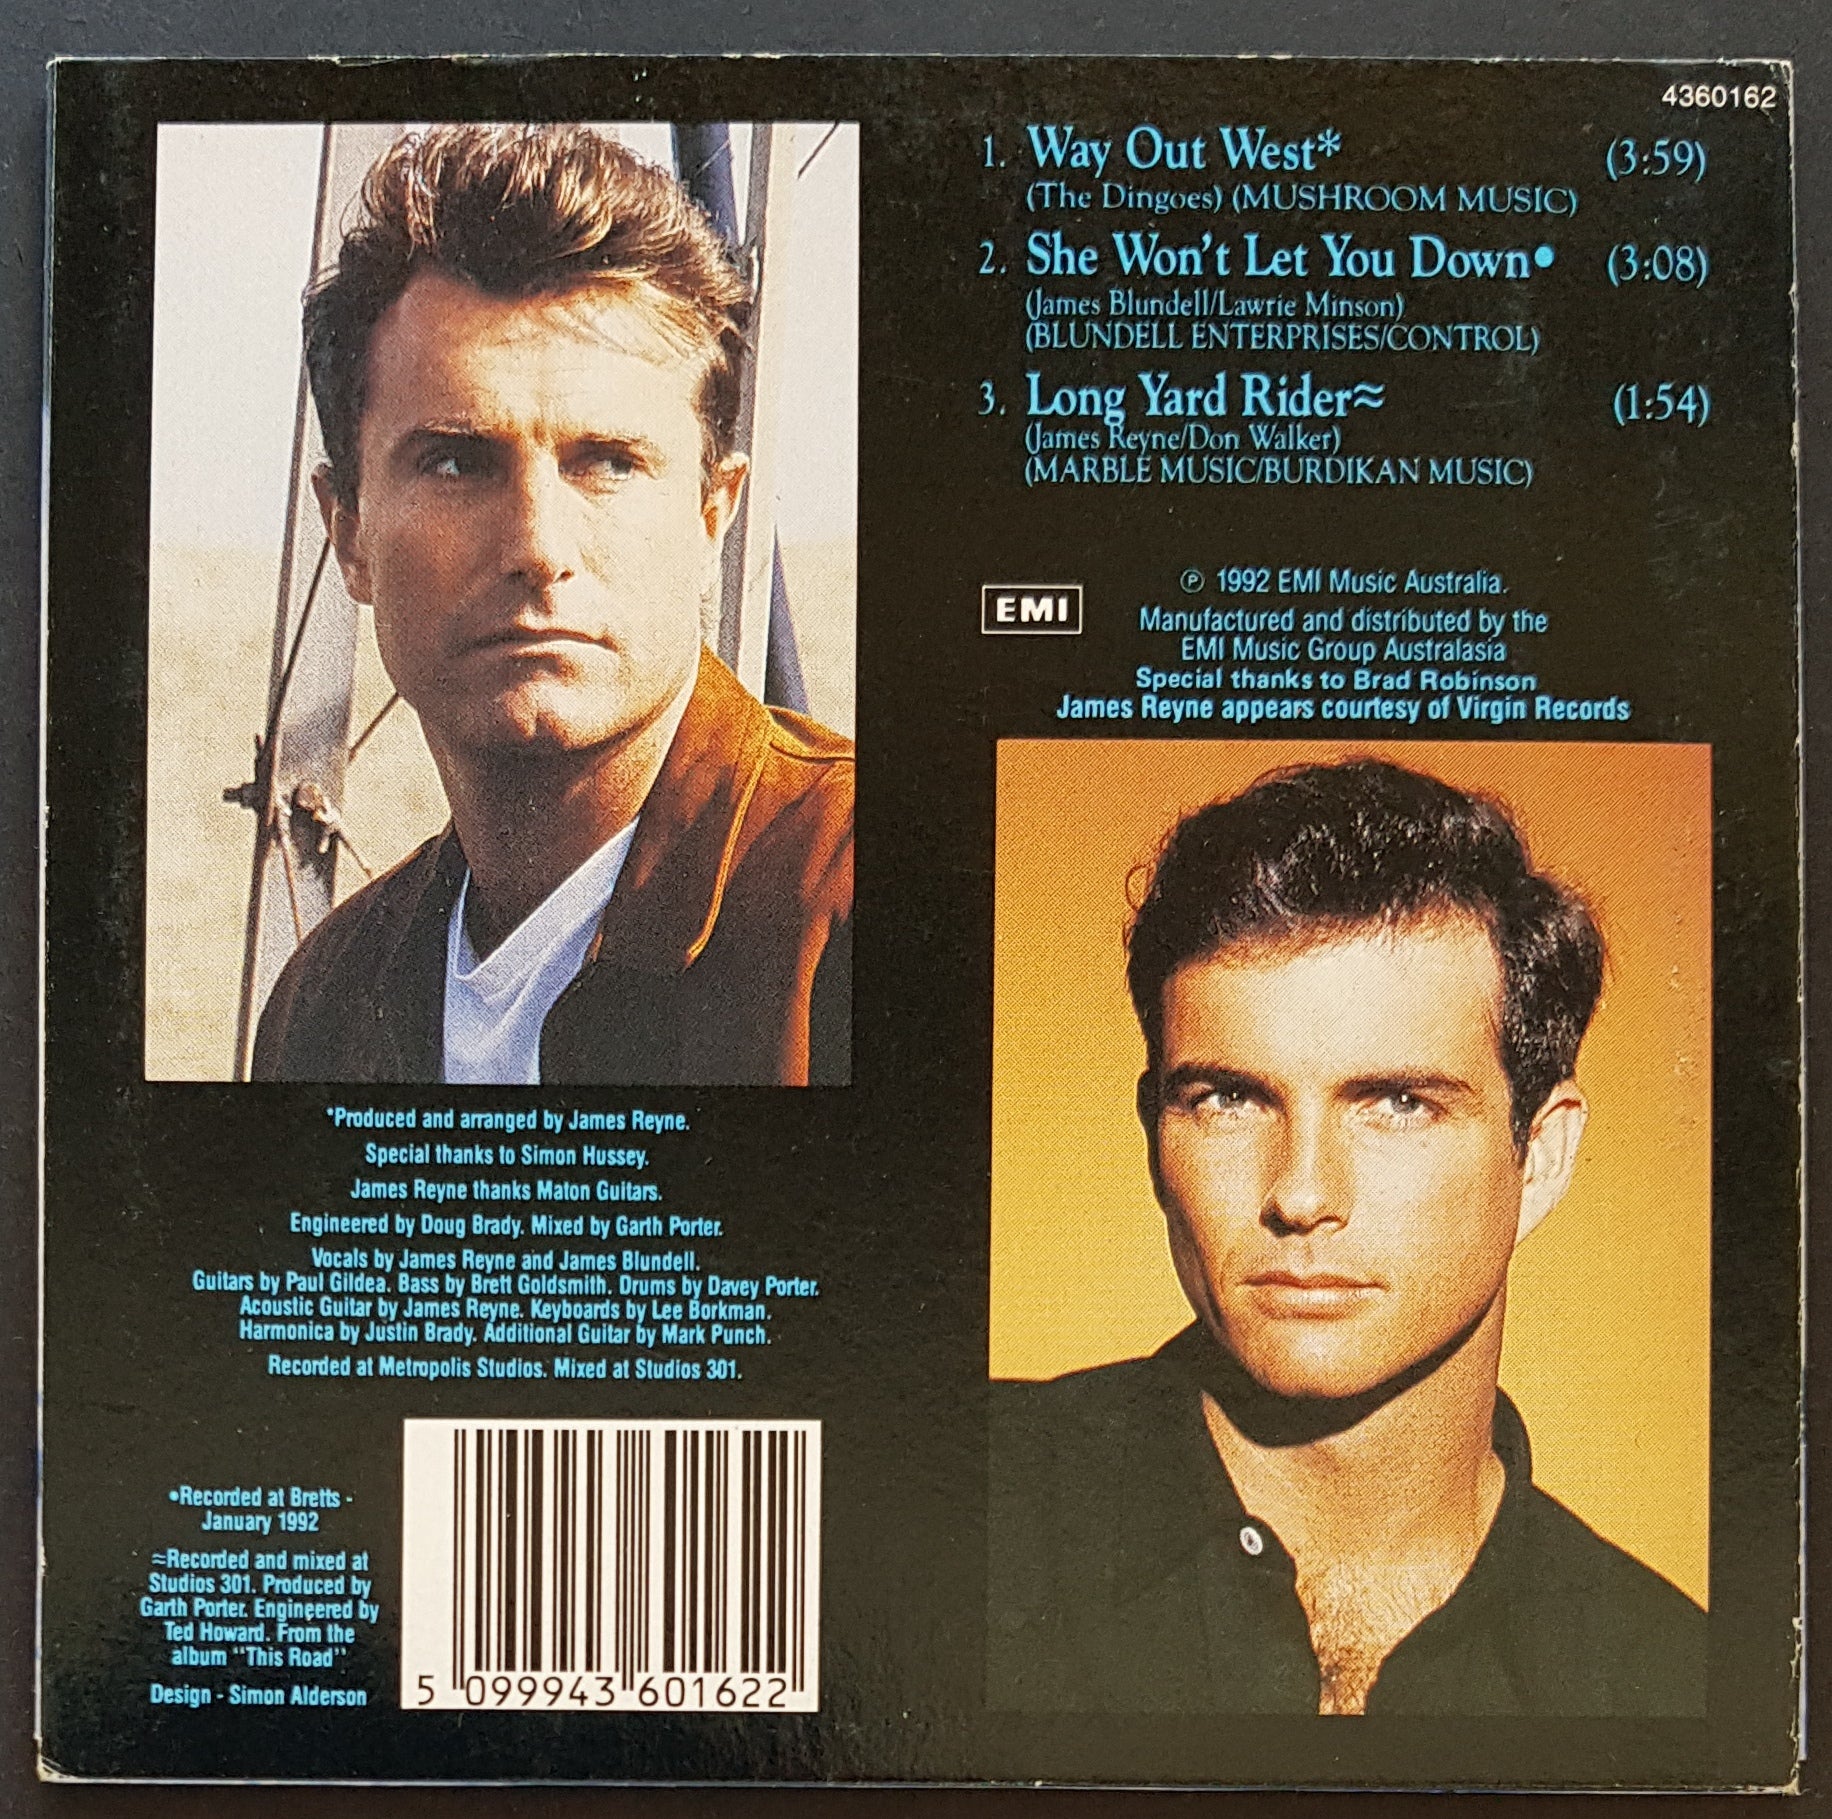 4360162
1. Way Out West* (3:59)
(The Dingoes) (MUSHROOM MUSIC)
2. She Won't Let You Down• (3:08)
(James Blundell/Lawrie Minson)
(BLUNDELL ENTERPRISES/CONTROL)
3. Long Yard Rider≈ (1:54)
(James Reyne/Don Walker)
(MARBLE MUSIC/BURDIKAN MUSIC)
EMI
℗ 1992 EMI Music Australia.
Manufactured and distributed by the
EMI Music Group Australasia
Special thanks to Brad Robinson
James Reyne appears courtesy of Virgin Records
*Produced and arranged by James Reyne.
Special thanks to Simon Hussey.
James Reyne thanks Maton Guitars.
Engineered by Doug Brady. Mixed by Garth Porter.
Vocals by James Reyne and James Blundell.
Guitars by Paul Gildea. Bass by Brett Goldsmith. Drums by Davey Porter.
Acoustic Guitar by James Reyne. Keyboards by Lee Borkman.
Harmonica by Justin Brady. Additional Guitar by Mark Punch.
Recorded at Metropolis Studios. Mixed at Studios 301.
•Recorded at Bretts -
January 1992
≈Recorded and mixed at
Studios 301. Produced by
Garth Porter. Engineered by
Ted Howard. From the
album "This Road"
Design - Simon Alderson
5 099943 601622